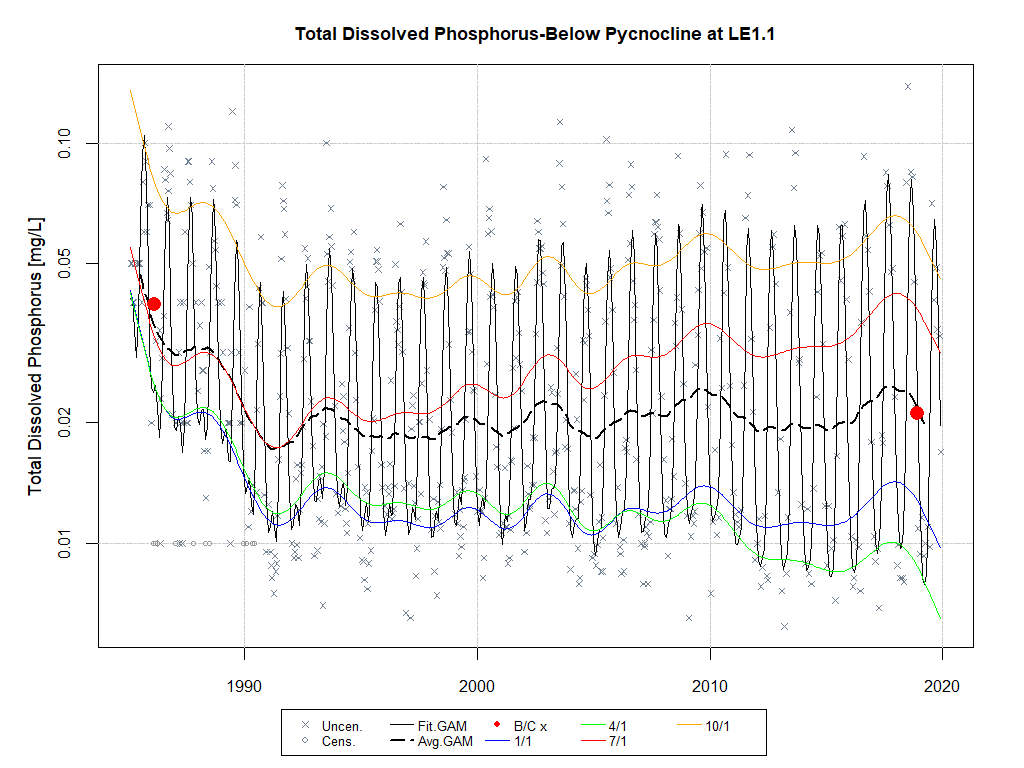 Total Dissolved Phosphorus-Below Pycnocline at LE1.1
Total Dissolved Phosphorus [mg/L]
0.10
0.05
0.02
0.01
1990 2000 2010 2020
Uncen. Fit.GAM B/C x 4/1 10/1
Cens. Avg.GAM 1/1 7/1